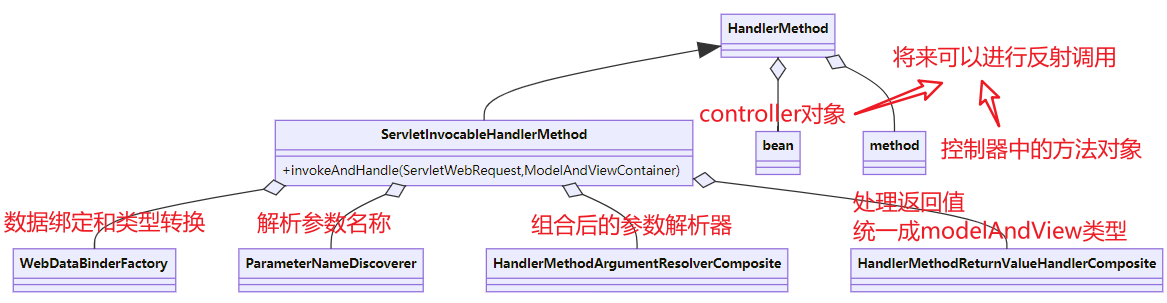 HandlerMethod
将来可以进行反射调用
controller对象
bean
method
控制器中的方法对象
ServletInvocableHandlerMethod
+invokeAndHandle(ServletWebRequest,ModelAndViewContainer)
数据绑定和类型转换
解析参数名称
组合后的参数解析器
处理返回值
统一成modelAndView类型
WebDataBinderFactory
ParameterNameDiscoverer
HandlerMethodArgumentResolverComposite
HandlerMethodReturnValueHandlerComposite